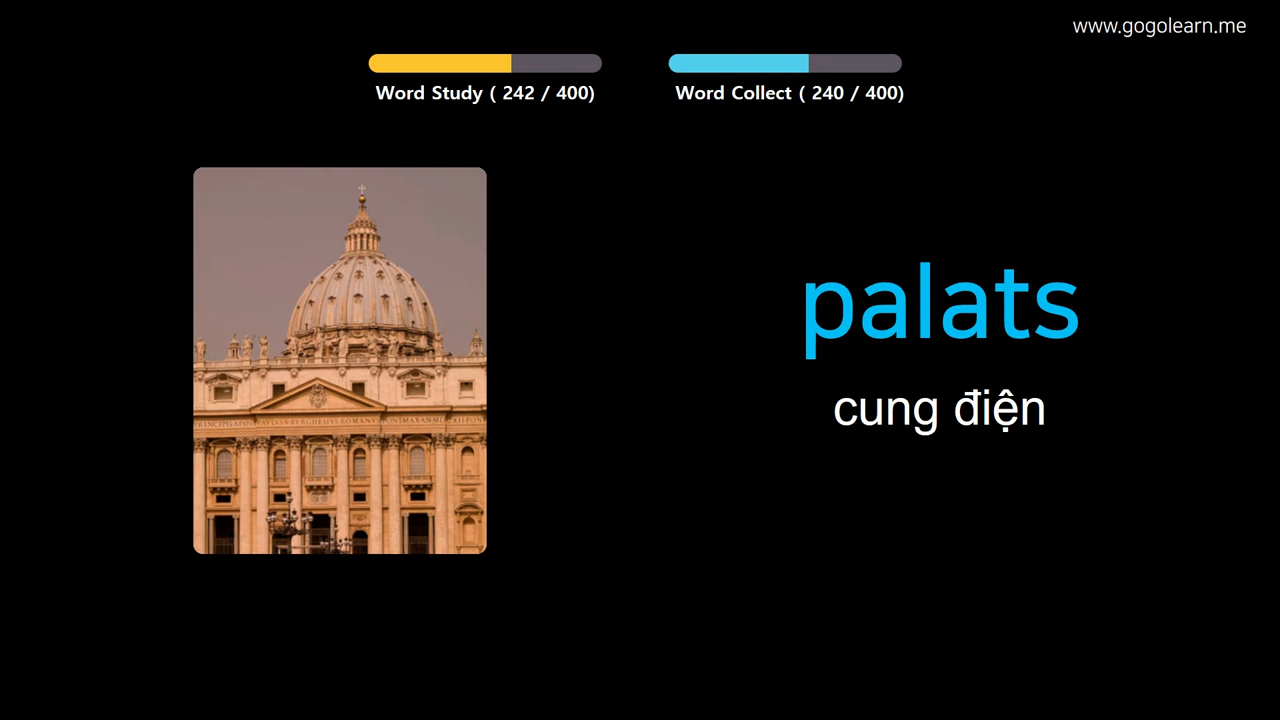 www.gogolearn.me
Word Study ( 242 / 400)
Word Collect ( 240 / 400)
palats
cung điện